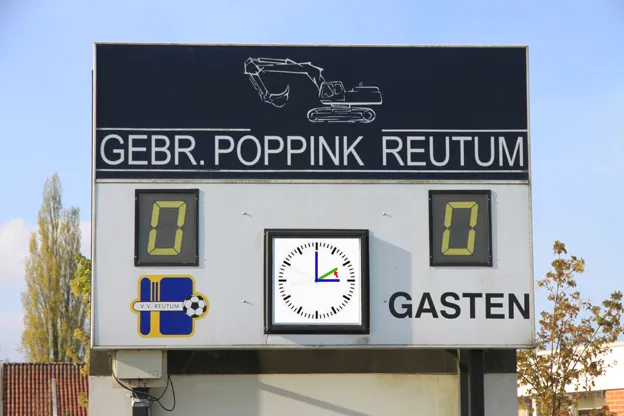 GEBR. POPPINK REUTUM
0 0
V.V. REUTUM
GASTEN